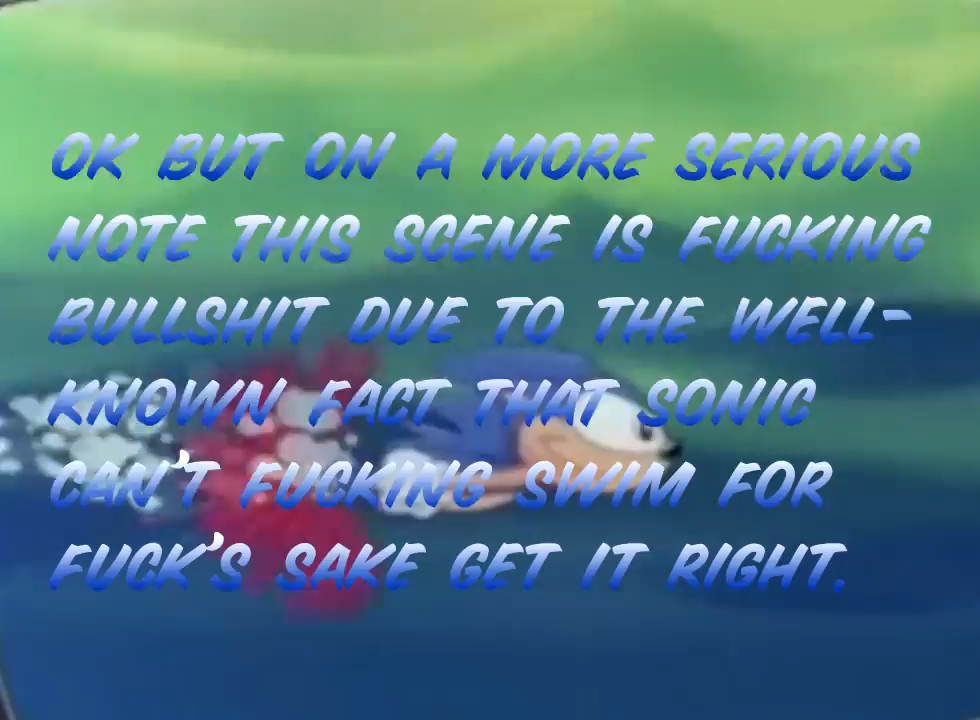 OK BUT ON A MORE SERIOUS
NOTE THIS SCENE IS FUCKING
BULLSHIT DUE TO THE WELL-
KNOWN FACT THAT SONIC
CAN'T FUCKING SWIM FOR
FUCK'S SAKE GET IT RIGHT.